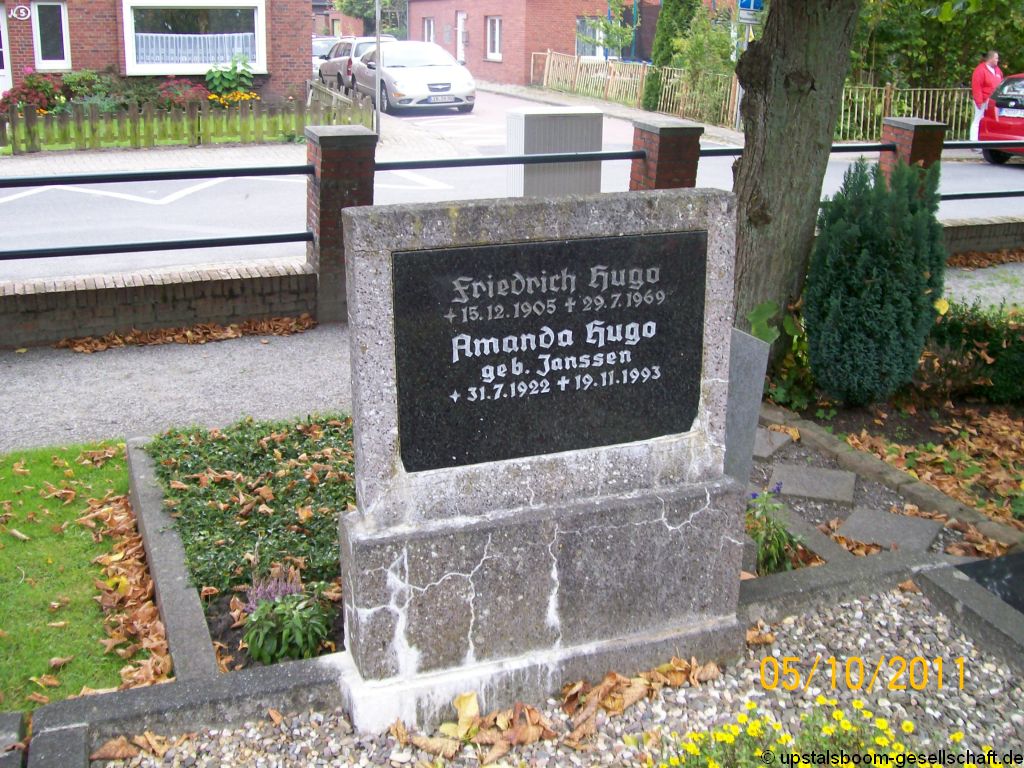 5
Friedrich Hugo
+ 15.12.1905 + 29.7.1969
Amanda Hugo
geb. Janssen
+ 31.7.1922 + 19.11.1993
05/10/2011
© upstalsboom-gesellschaft.de